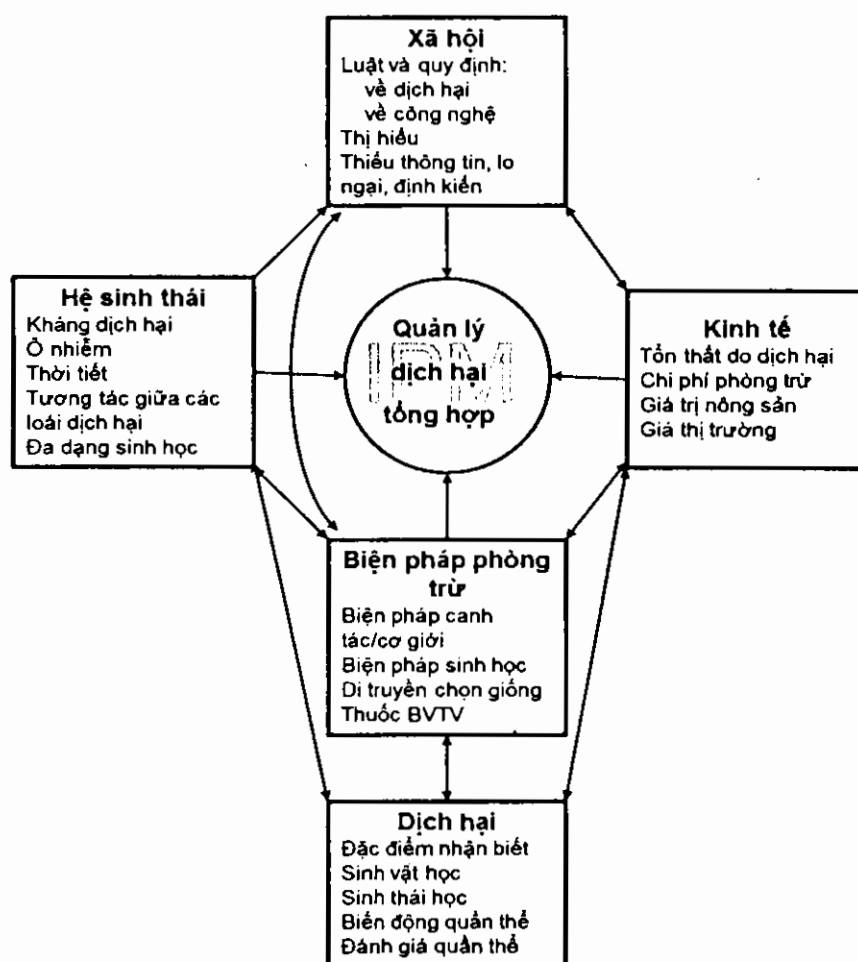 Xã hội
Luật và quy định:
về dịch hại
về công nghệ
Thị hiếu
Thiếu thông tin, lo
ngại, định kiến
Hệ sinh thái
Kháng dịch hại
Ô nhiễm
Thời tiết
Tương tác giữa các
loài dịch hại
Đa dạng sinh học
Quản lý
dịch hại
tổng hợp
IPM
Kinh tế
Tổn thất do dịch hại
Chi phí phòng trừ
Giá trị nông sản
Giá thị trường
Biện pháp phòng
trừ
Biện pháp canh
tác/cơ giới
Biện pháp sinh học
Di truyền chọn giống
Thuốc BVTV
Dịch hại
Đặc điểm nhận biết
Sinh vật học
Sinh thái học
Biến động quần thể
Đánh giá quần thể